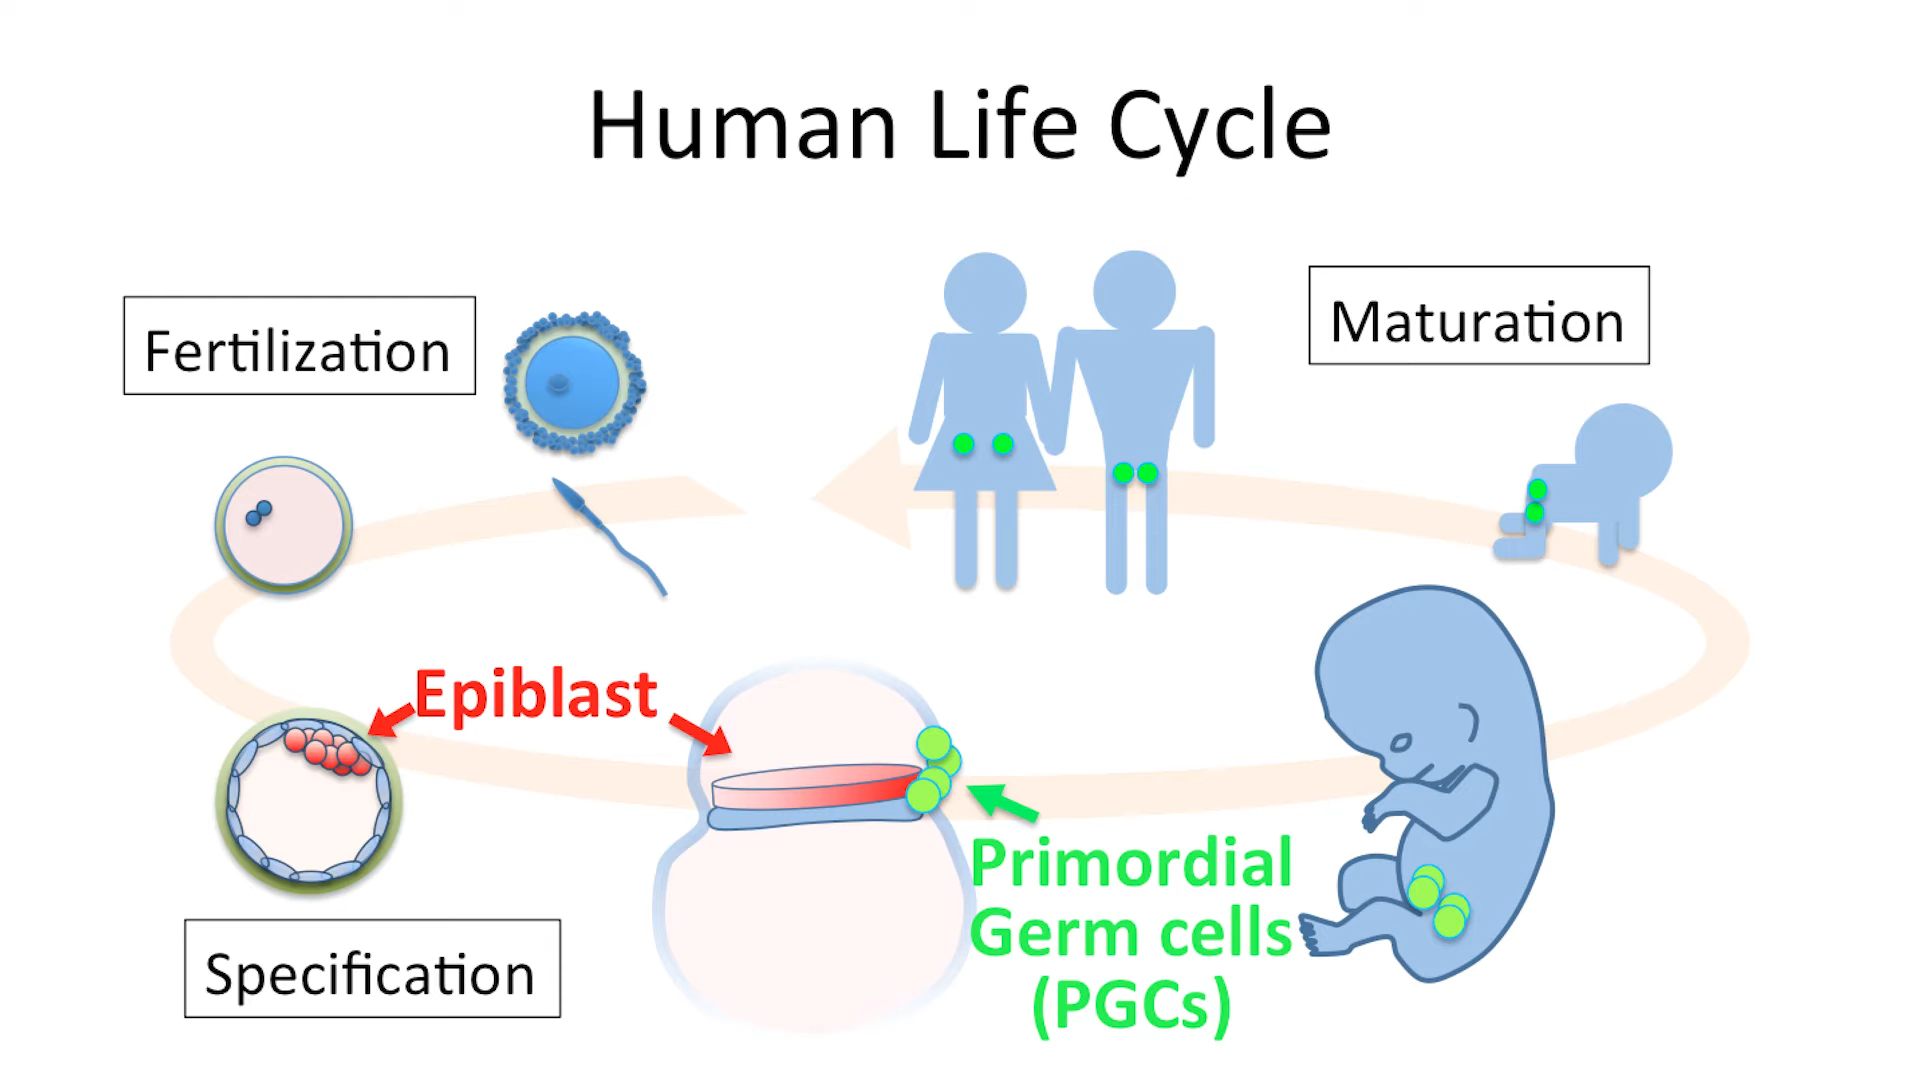 Human Life Cycle
Fertilization
Maturation
Epiblast
Primordial
Germ cells
(PGCs)
Specification